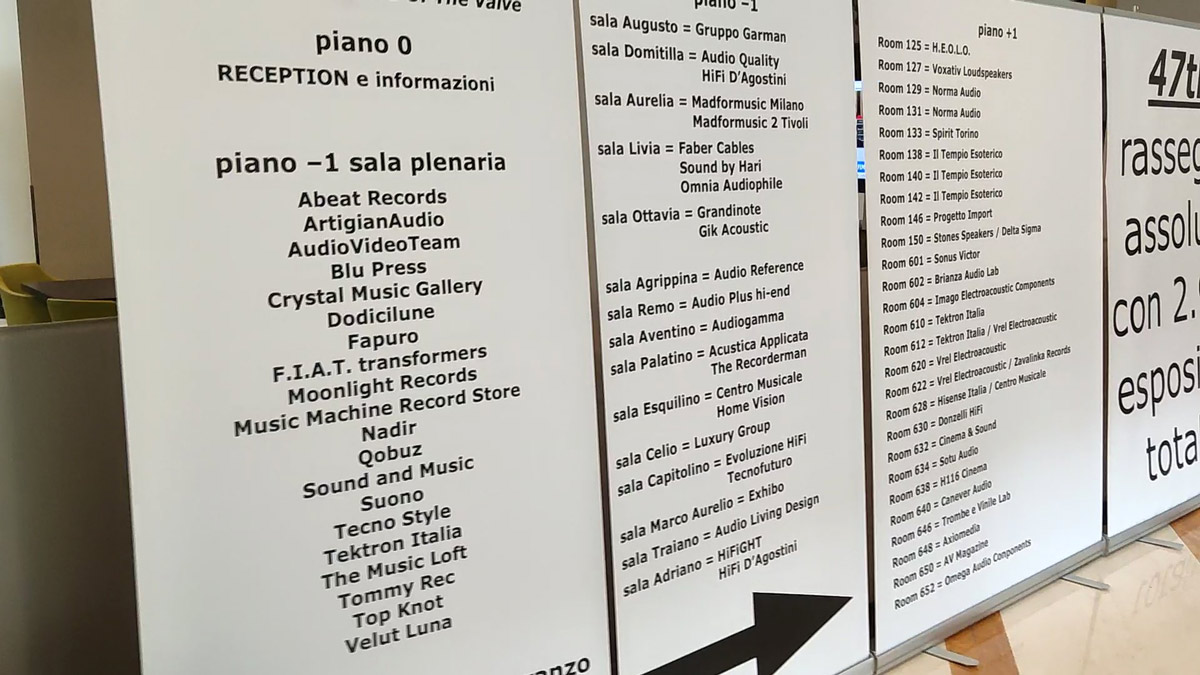 The Valve
piano 0
RECEPTION e informazioni
piano –1 sala plenaria
Abeat Records
ArtigianAudio
AudioVideoTeam
Blu Press
Crystal Music Gallery
Dodicilune
Fapuro
F.I.A.T. transformers
Moonlight Records
Music Machine Record Store
Nadir
Qobuz
Sound and Music
Suono
Tecno Style
Tektron Italia
The Music Loft
Tommy Rec
Top Knot
Velut Luna
piano –1
sala Augusto = Gruppo Garman
sala Domitilla = Audio Quality
HiFi D'Agostini
sala Aurelia = Madformusic Milano
Madformusic 2 Tivoli
sala Livia = Faber Cables
Sound by Hari
Omnia Audiophile
sala Ottavia = Grandinote
Gik Acoustic
sala Agrippina = Audio Reference
sala Remo = Audio Plus hi-end
sala Aventino = Audiogamma
sala Palatino = Acustica Applicata
The Recorderman
sala Esquilino = Centro Musicale
Home Vision
sala Celio = Luxury Group
sala Capitolino = Evoluzione HiFi
Tecnofuturo
sala Marco Aurelio = Exhibo
sala Traiano = Audio Living Design
sala Adriano = HiFiGHT
HiFi D'Agostini
piano +1
Room 125 = H.E.O.L.O.
Room 127 = Voxativ Loudspeakers
Room 129 = Norma Audio
Room 131 = Norma Audio
Room 133 = Spirit Torino
Room 138 = Il Tempio Esoterico
Room 140 = Il Tempio Esoterico
Room 142 = Il Tempio Esoterico
Room 146 = Progetto Import
Room 150 = Stones Speakers / Delta Sigma
Room 601 = Sonus Victor
Room 602 = Brianza Audio Lab
Room 604 = Imago Electroacoustic Components
Room 610 = Tektron Italia
Room 612 = Tektron Italia / Vrel Electroacoustic
Room 620 = Vrel Electroacoustic
Room 622 = Vrel Electroacoustic / Zavalinka Records
Room 628 = Hisense Italia / Centro Musicale
Room 630 = Donzelli HiFi
Room 632 = Cinema & Sound
Room 634 = Sotu Audio
Room 638 = H116 Cinema
Room 640 = Canever Audio
Room 646 = Trombe e Vinile Lab
Room 648 = Axiomedia
Room 650 = AV Magazine
Room 652 = Omega Audio Components
47t
rasseg
assolu
con 2.
esposi
tota